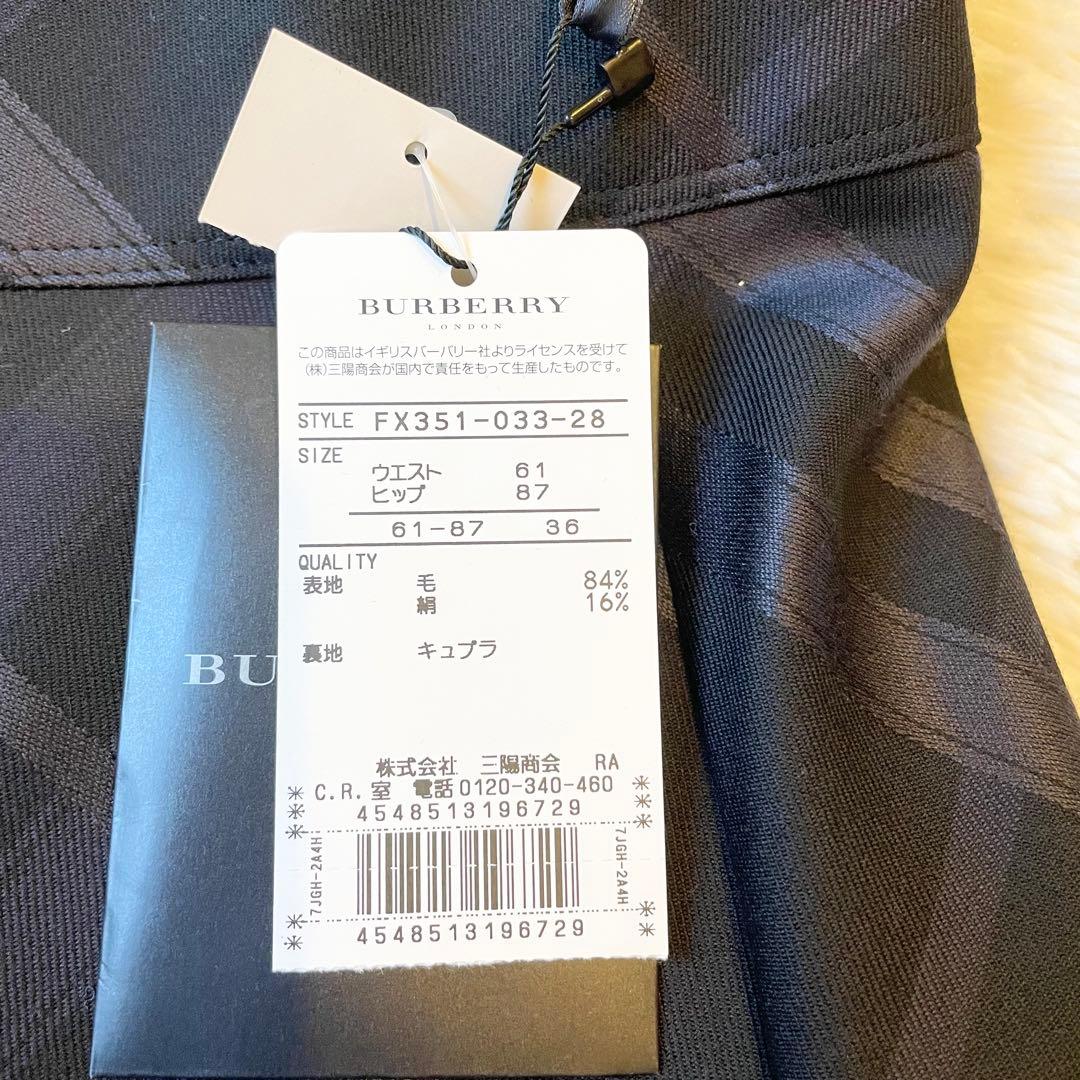 BURBERRY
LONDON
この商品はイギリスバーバリー社よりライセンスを受けて
(株)三陽商会が国内で責任をもって生産したものです。
STYLE FX351-033-28
SIZE
ウエスト 61
ヒップ 87
61-87 36
QUALITY
表地 毛 84%
絹 16%
裏地 キュプラ
BU
株式会社 三陽商会 RA
C.R.室 電話0120-340-460
4548513196729
7JGH-2A4H
7JGH-2A4H
4548513196729